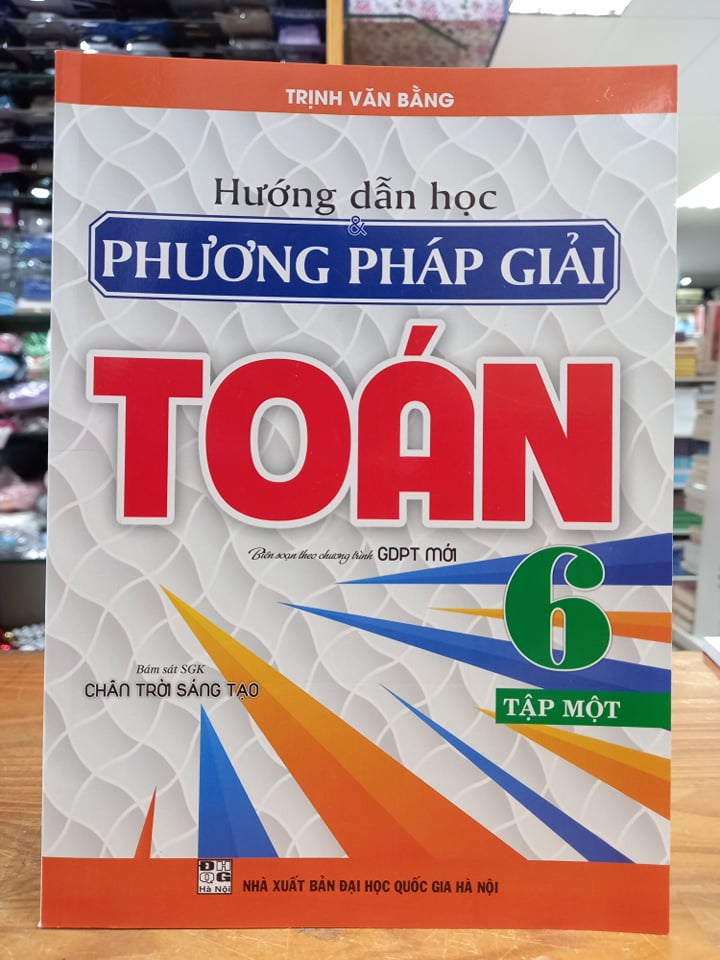 TRỊNH VĂN BẰNG
Hướng dẫn học
&
PHƯƠNG PHÁP GIẢI
TOÁN
Biên soạn theo chương trình GDPT MỚI
6
Bám sát SGK
CHÂN TRỜI SÁNG TẠO
TẬP MỘT
ĐH
QG
Hà Nội
NHÀ XUẤT BẢN ĐẠI HỌC QUỐC GIA HÀ NỘI